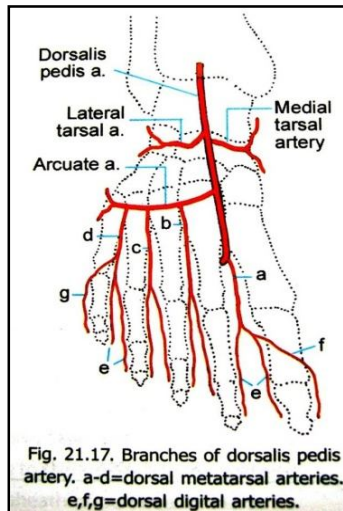 Dorsalis
pedis a.
Lateral
tarsal a.
Medial
tarsal
artery
Arcuate a.
b
d
c
a
g
f
e
e
Fig. 21.17. Branches of dorsalis pedis
artery. a-d=dorsal metatarsal arteries.
e,f,g=dorsal digital arteries.